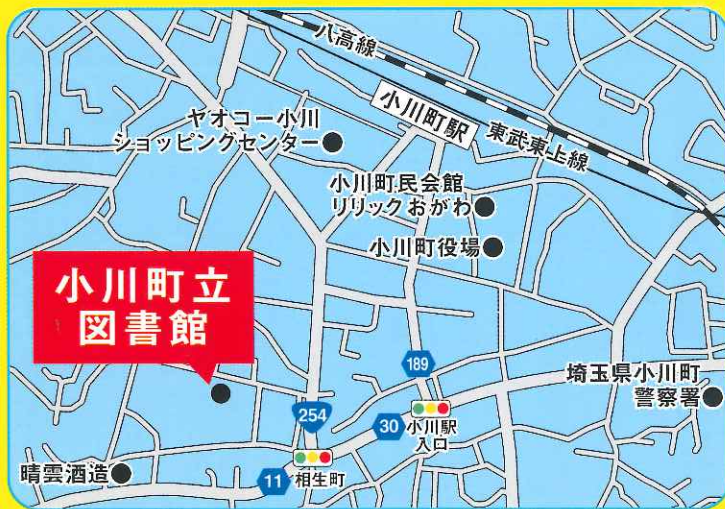 八高線
小川町駅
東武東上線
ヤオコー小川
ショッピングセンター
小川町民会館
リリックおがわ
小川町役場
小川町立
図書館
189
埼玉県小川町
警察署
254
30
小川駅
入口
晴雲酒造
11
相生町